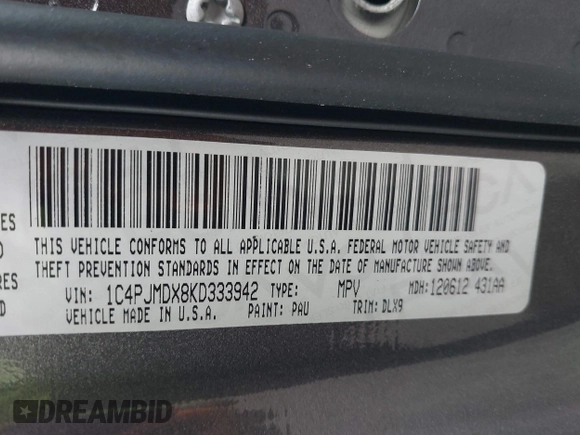 THIS VEHICLE CONFORMS TO ALL APPLICABLE U.S.A. FEDERAL MOTOR VEHICLE SAFETY AND
THEFT PREVENTION STANDARDS IN EFFECT ON THE DATE OF MANUFACTURE SHOWN ABOVE.
VIN: 1C4PJMDX8KD333942 TYPE: MPV MDH: 120612 431AA
VEHICLE MADE IN U.S.A. PAINT: PAU TRIM: DLX9
DREAMBID